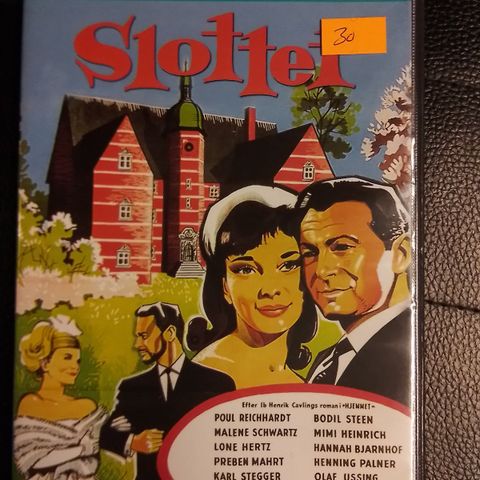 Slottet
30
Efter Ib Henrik Cavlings roman i »HJEMMET«
POUL REICHHARDT BODIL STEEN
MALENE SCHWARTZ MIMI HEINRICH
LONE HERTZ HANNAH BJARNHOF
PREBEN MAHRT HENNING PALNER
KARL STEGGER OLAF USSING